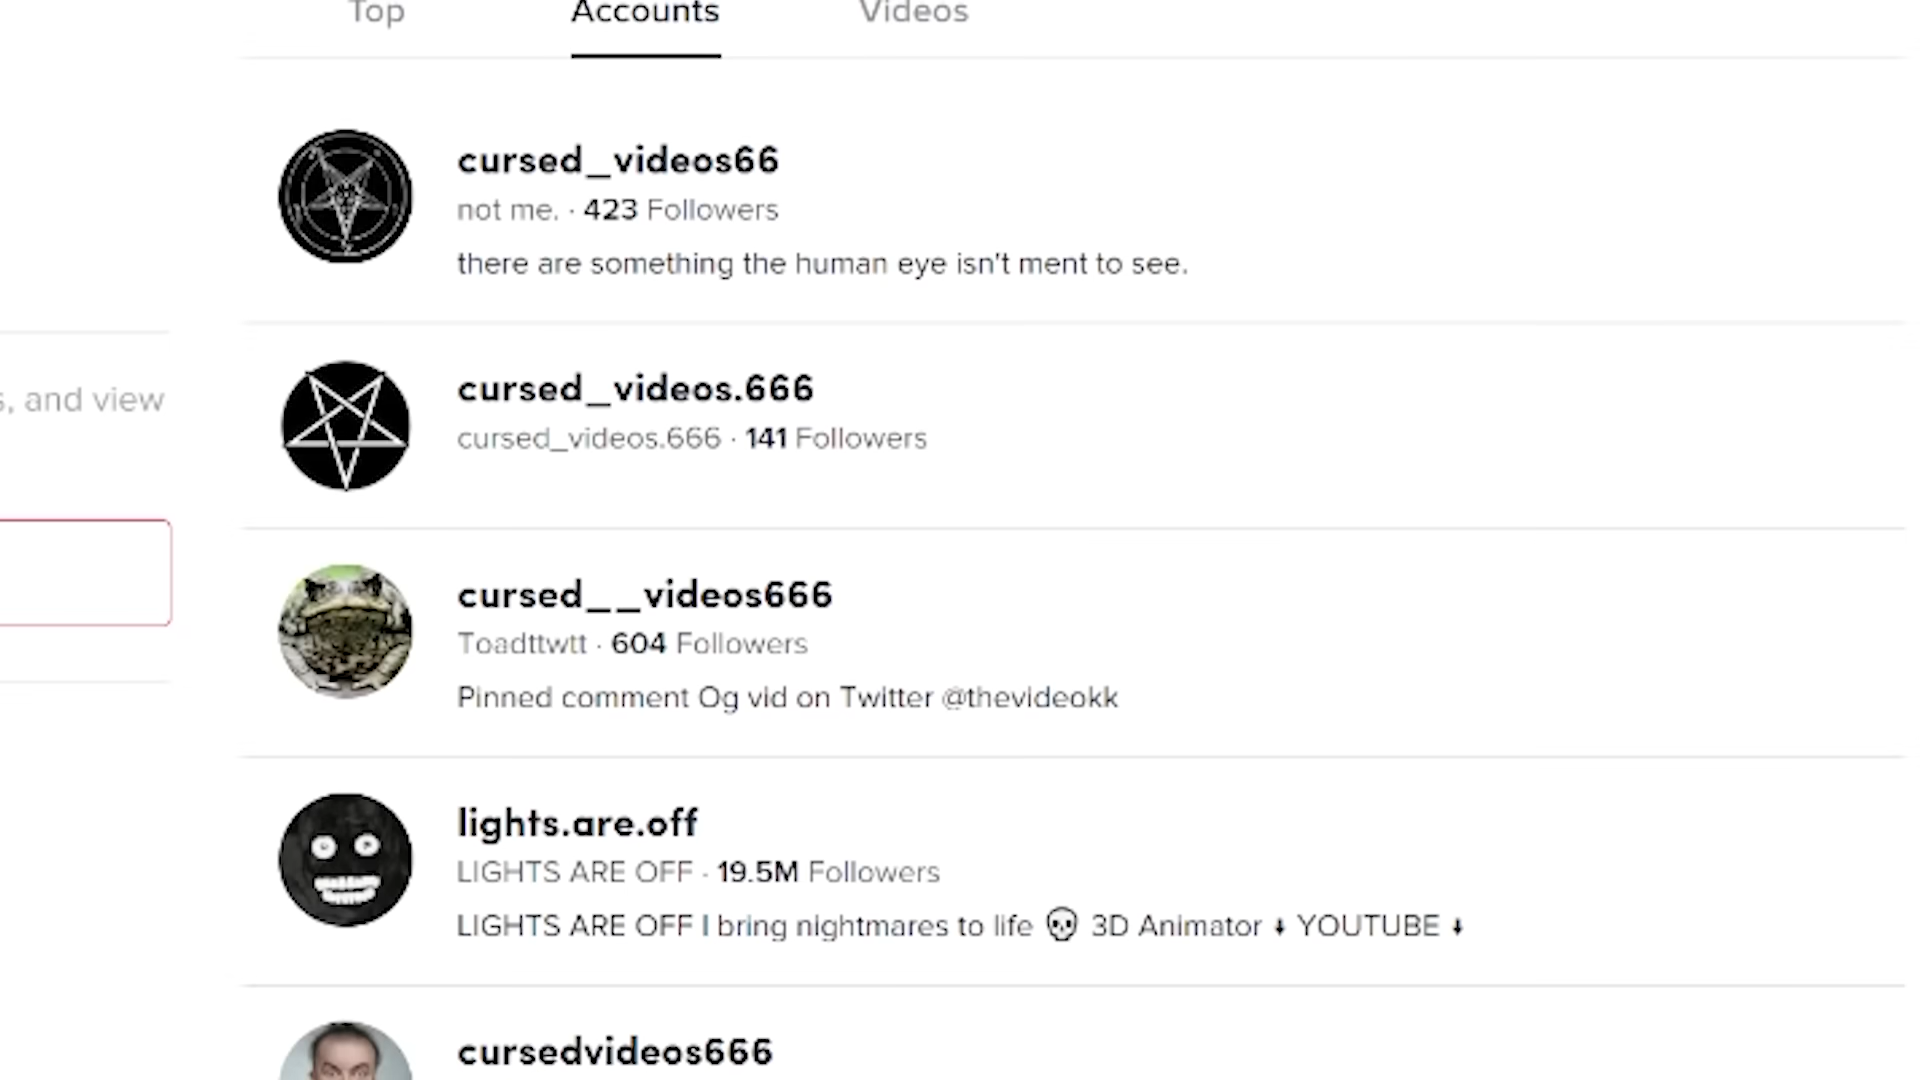 Top Accounts Videos
cursed_videos66
not me. · 423 Followers
there are something the human eye isn't ment to see.
s, and view
cursed_videos.666
cursed_videos.666 · 141 Followers
cursed__videos666
Toadttwtt · 604 Followers
Pinned comment Og vid on Twitter @thevideokk
lights.are.off
LIGHTS ARE OFF · 19.5M Followers
LIGHTS ARE OFF I bring nightmares to life 💀 3D Animator ⬇ YOUTUBE ⬇
cursedvideos666